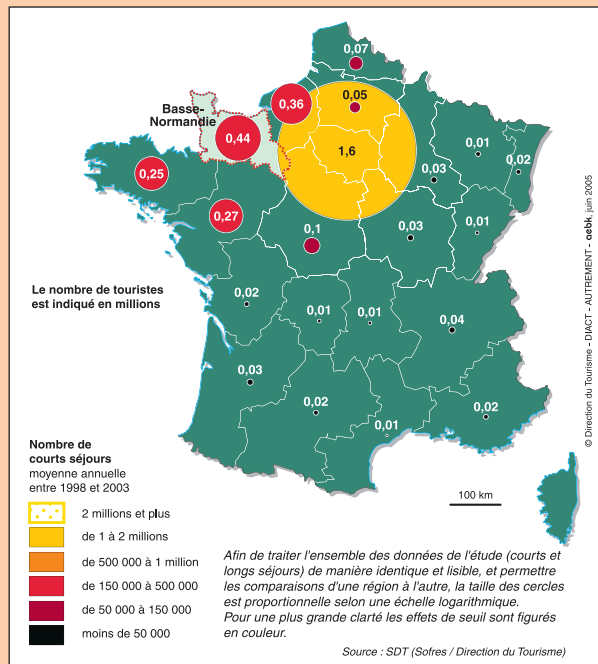 0,07
0,05
0,36
Basse-
Normandie
0,44
1,6
0,01
0,02
0,03
0,25
0,27
0,1
0,03
0,01
Le nombre de touristes
est indiqué en millions
0,02
0,01
0,01
0,04
0,03
0,02
0,01
0,02
© Direction du Tourisme - DIACT - AUTREMENT - oebk, juin 2005
100 km
Nombre de
courts séjours
moyenne annuelle
entre 1998 et 2003
2 millions et plus
de 1 à 2 millions
de 500 000 à 1 million
de 150 000 à 500 000
de 50 000 à 150 000
moins de 50 000
Afin de traiter l'ensemble des données de l'étude (courts et
longs séjours) de manière identique et lisible, et permettre
les comparaisons d'une région à l'autre, la taille des cercles
est proportionnelle selon une échelle logarithmique.
Pour une plus grande clarté les effets de seuil sont figurés
en couleur.
Source : SDT (Sofres / Direction du Tourisme)